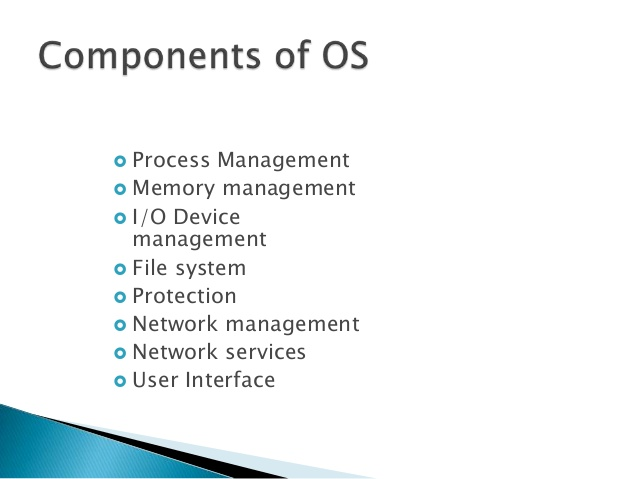 Components of OS
Process Management
Memory management
I/O Device
management
File system
Protection
Network management
Network services
User Interface